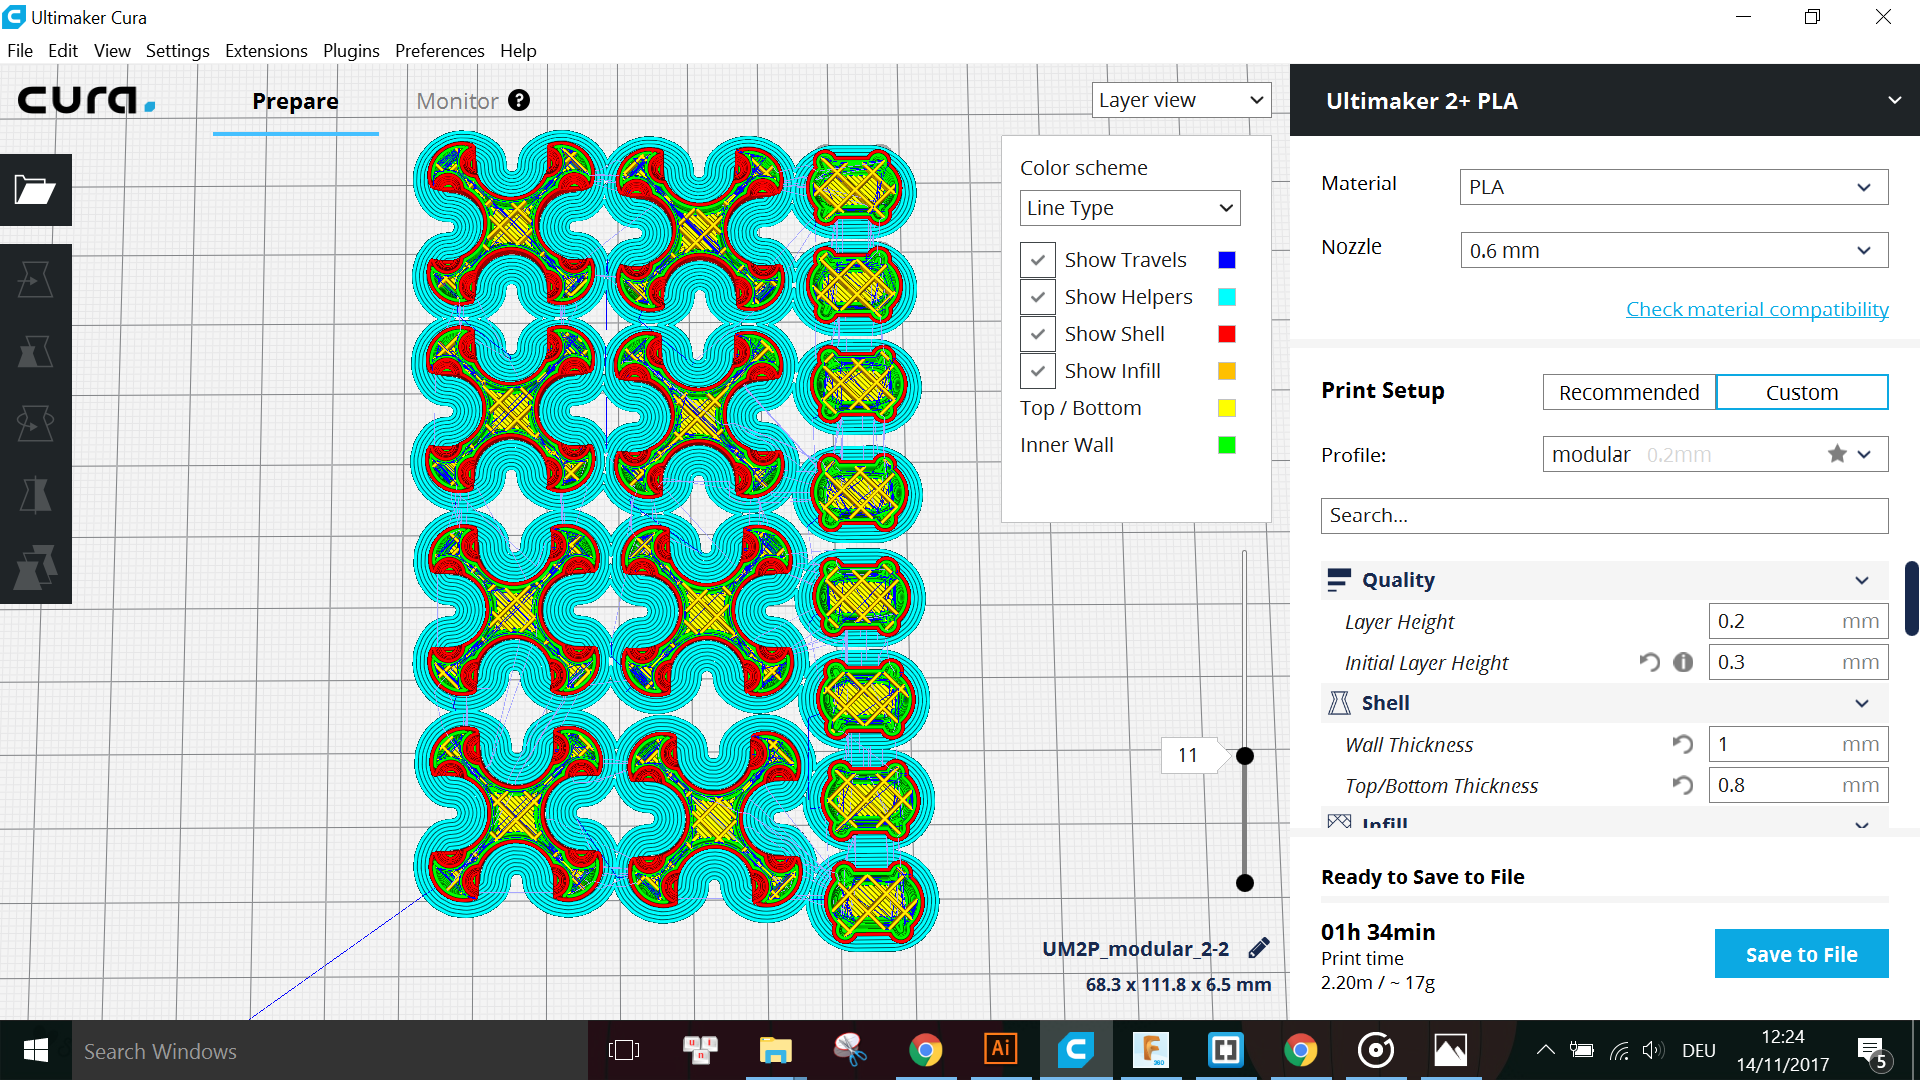 Ultimaker Cura
File Edit View Settings Extensions Plugins Preferences Help
cura.
Prepare
Monitor ?
Layer view
Color scheme
Line Type
Show Travels
Show Helpers
Show Shell
Show Infill
Top / Bottom
Inner Wall
11
UM2P_modular_2-2
68.3 x 111.8 x 6.5 mm
Ultimaker 2+ PLA
Material PLA
Nozzle 0.6 mm
Check material compatibility
Print Setup Recommended Custom
Profile: modular 0.2mm
Search...
Quality
Layer Height 0.2 mm
Initial Layer Height 0.3 mm
Shell
Wall Thickness 1 mm
Top/Bottom Thickness 0.8 mm
Infill
Ready to Save to File
01h 34min
Print time
2.20m / ~ 17g
Save to File
Search Windows
Ai
DEU
12:24
14/11/2017
5